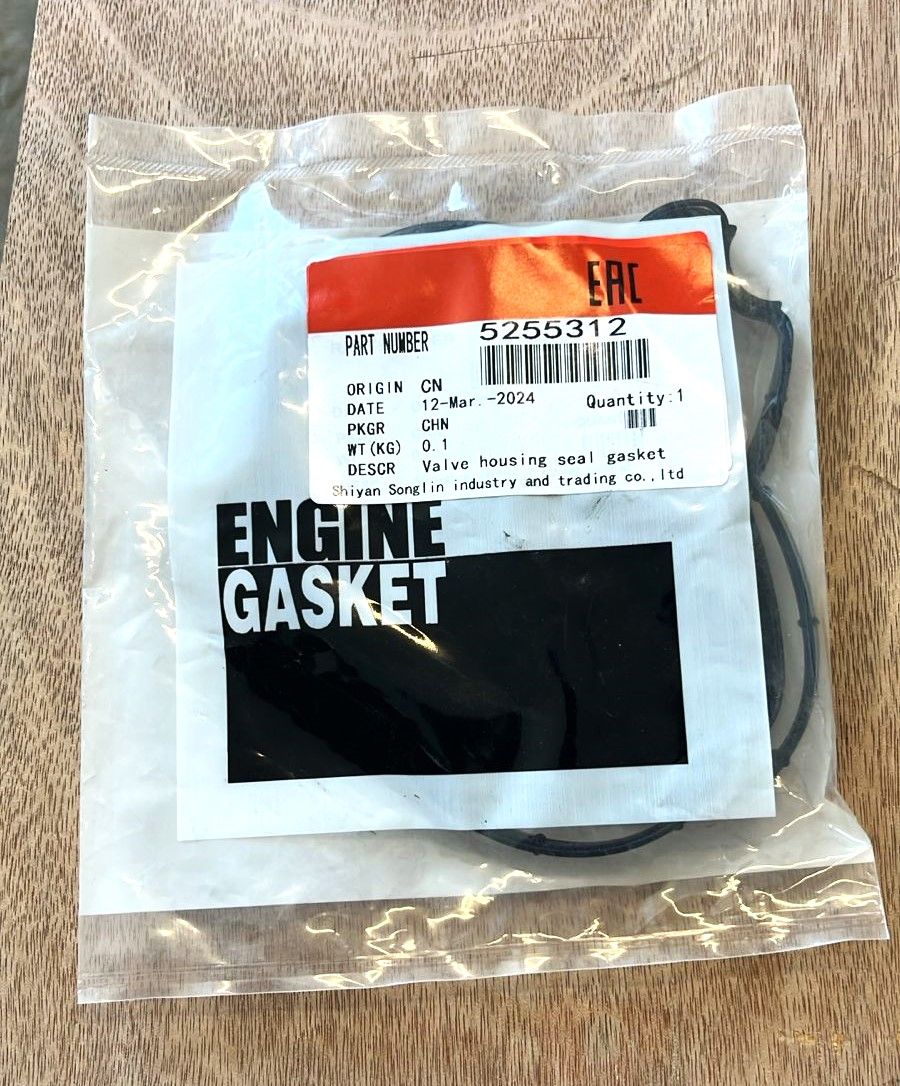 EAC
PART NUMBER 5255312
ORIGIN CN
DATE 12-Mar.-2024 Quantity:1
PKGR CHN
WT(KG) 0.1
DESCR Valve housing seal gasket
Shiyan Songlin industry and trading co.,ltd
ENGINE
GASKET